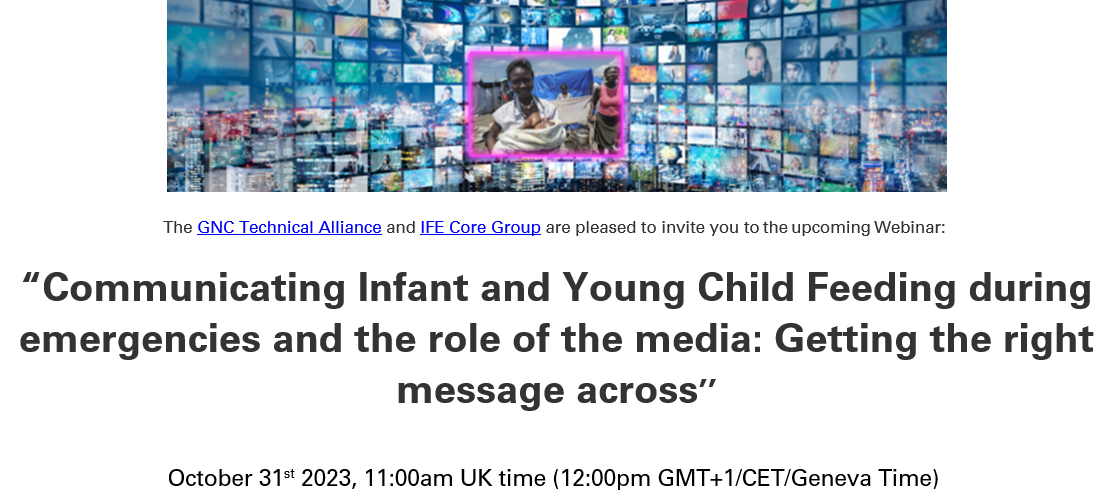 The GNC Technical Alliance and IFE Core Group are pleased to invite you to the upcoming Webinar:
“Communicating Infant and Young Child Feeding during
emergencies and the role of the media: Getting the right
message across’’
October 31st 2023, 11:00am UK time (12:00pm GMT+1/CET/Geneva Time)